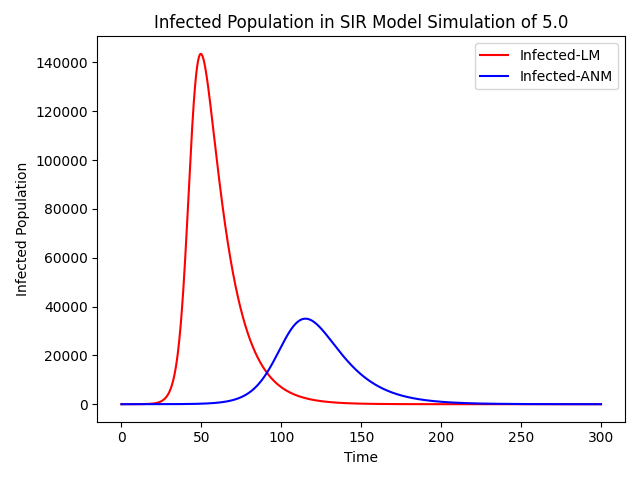 Infected Population in SIR Model Simulation of 5.0
Infected-LM
Infected-ANM
Infected Population
140000
120000
100000
80000
60000
40000
20000
0
0 50 100 150 200 250 300
Time